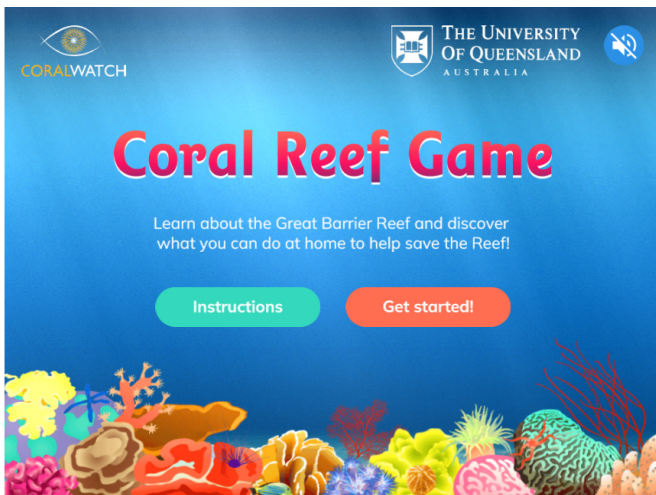 CORALWATCH
THE UNIVERSITY
OF QUEENSLAND
AUSTRALIA
Coral Reef Game
Learn about the Great Barrier Reef and discover
what you can do at home to help save the Reef!
Instructions
Get started!